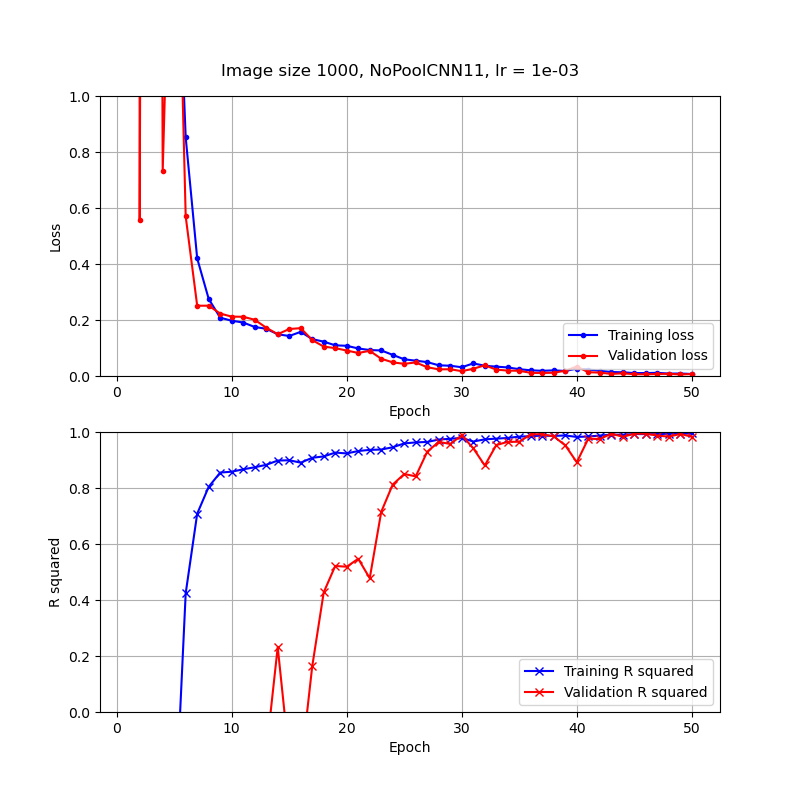 Image size 1000, NoPoolCNN11, lr = 1e-03
1.0
0.8
0.6
0.4
0.2
0.0
Loss
0 10 20 30 40 50
Epoch
Training loss
Validation loss
1.0
0.8
0.6
0.4
0.2
0.0
R squared
0 10 20 30 40 50
Epoch
Training R squared
Validation R squared